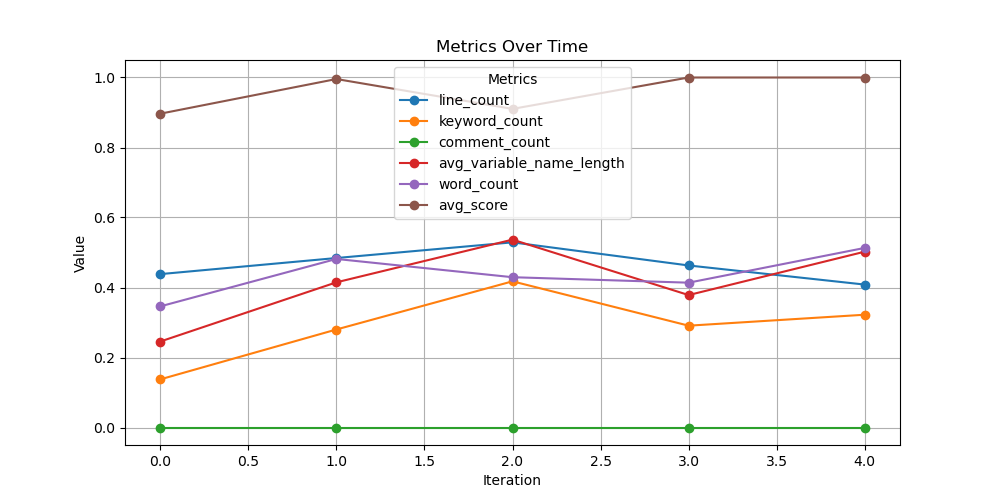 Metrics Over Time
Metrics
line_count
keyword_count
comment_count
avg_variable_name_length
word_count
avg_score
1.0
0.8
0.6
0.4
0.2
0.0
Value
0.0 0.5 1.0 1.5 2.0 2.5 3.0 3.5 4.0
Iteration